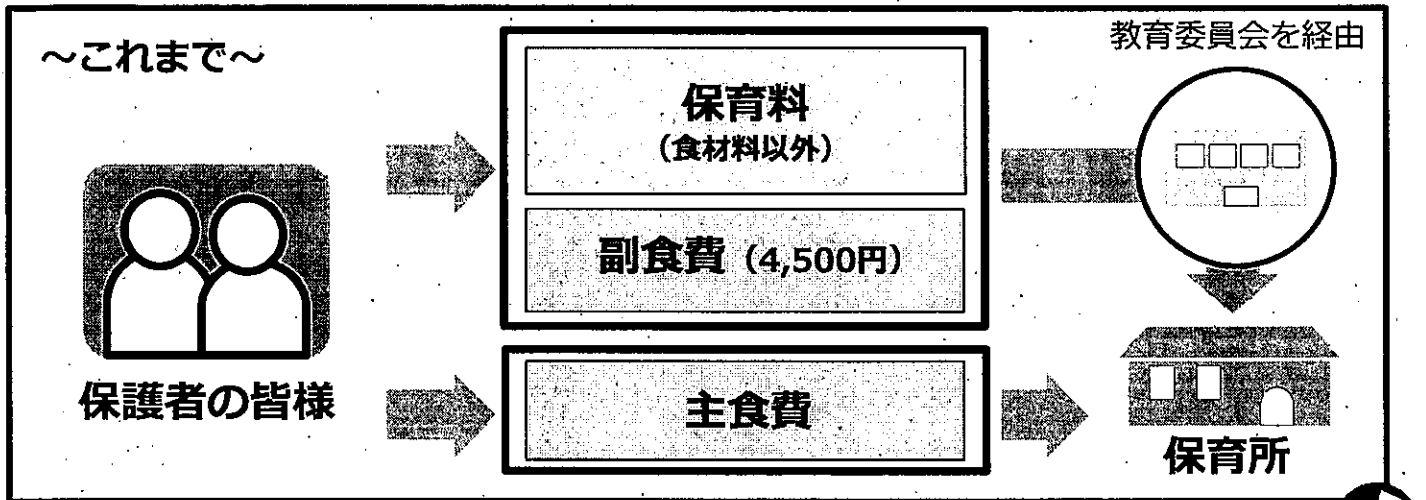 ～これまで～
教育委員会を経由
保育料
（食材料以外）
副食費（4,500円）
保護者の皆様
主食費
保育所